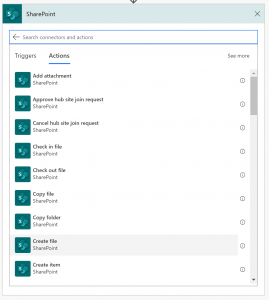 SharePoint
Search connectors and actions
Triggers Actions See more
Add attachment
SharePoint
Approve hub site join request
SharePoint
Cancel hub site join request
SharePoint
Check in file
SharePoint
Check out file
SharePoint
Copy file
SharePoint
Copy folder
SharePoint
Create file
SharePoint
Create item
SharePoint